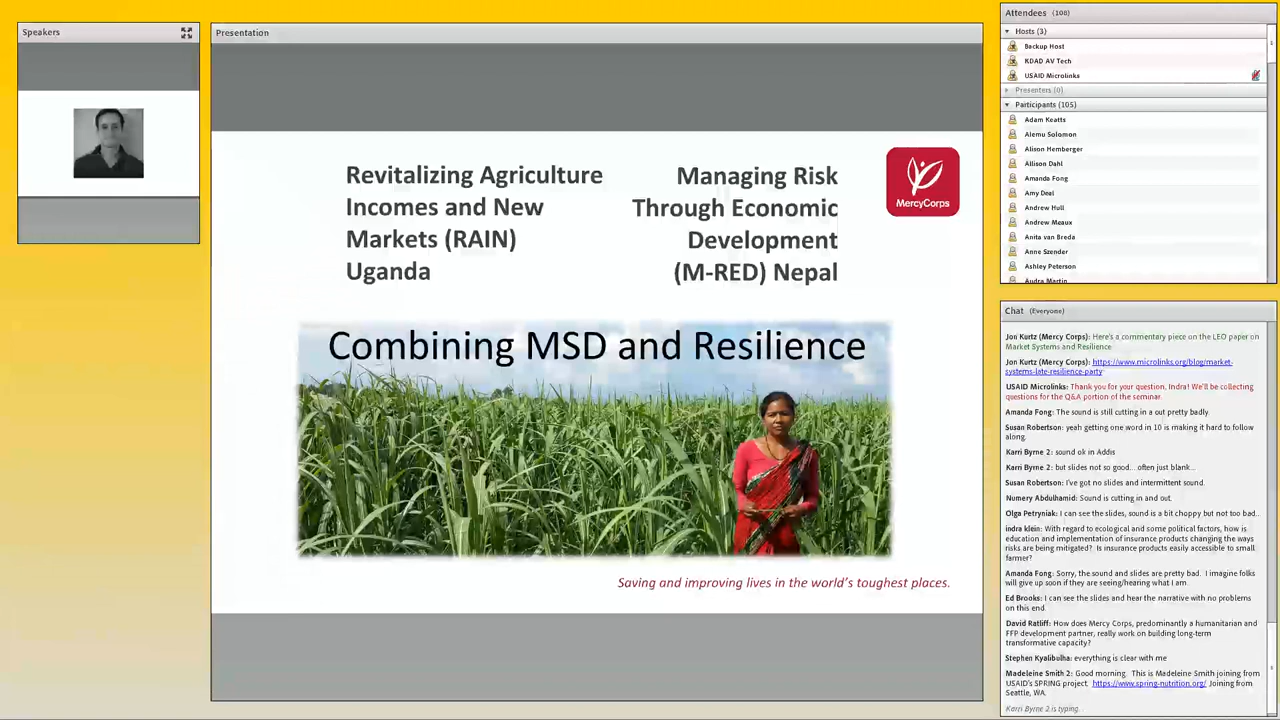 Speakers
Presentation
Revitalizing Agriculture
Incomes and New
Markets (RAIN)
Uganda
Managing Risk
Through Economic
Development
(M-RED) Nepal
MercyCorps
Combining MSD and Resilience
Saving and improving lives in the world's toughest places.
Attendees (108)
Hosts (3)
Backup Host
KDAD AV Tech
USAID Microlinks
Presenters (0)
Participants (105)
Adam Keatts
Alemu Solomon
Alison Hemberger
Allison Dahl
Amanda Fong
Amy Deal
Andrew Hull
Andrew Meaux
Anita van Breda
Anne Szender
Ashley Peterson
Audra Martin
Chat (Everyone)
Jon Kurtz (Mercy Corps): Here's a commentary piece on the LEO paper on
Market Systems and Resilience
Jon Kurtz (Mercy Corps): https://www.microlinks.org/blog/market-
systems-late-resilience-party
USAID Microlinks: Thank you for your question, Indra! We'll be collecting
questions for the Q&A portion of the seminar.
Amanda Fong: The sound is still cutting in a out pretty badly.
Susan Robertson: yeah getting one word in 10 is making it hard to follow
along.
Karri Byrne 2: sound ok in Addis
Karri Byrne 2: but slides not so good... often just blank...
Susan Robertson: I've got no slides and intermittent sound.
Numery Abdulhamid: Sound is cutting in and out.
Olga Petryniak: I can see the slides, sound is a bit choppy but not too bad..
indra klein: With regard to ecological and some political factors, how is
education and implementation of insurance products changing the ways
risks are being mitigated? Is insurance products easily accessible to small
farmer?
Amanda Fong: Sorry, the sound and slides are pretty bad. I imagine folks
will give up soon if they are seeing/hearing what I am.
Ed Brooks: I can see the slides and hear the narrative with no problems
on this end.
David Ratliff: How does Mercy Corps, predominantly a humanitarian and
FFP development partner, really work on building long-term
transformative capacity?
Stephen Kyalibulha: everything is clear with me
Madeleine Smith 2: Good morning. This is Madeleine Smith joining from
USAID's SPRING project. https://www.spring-nutrition.org/ Joining from
Seattle, WA.
Karri Byrne 2 is typing.